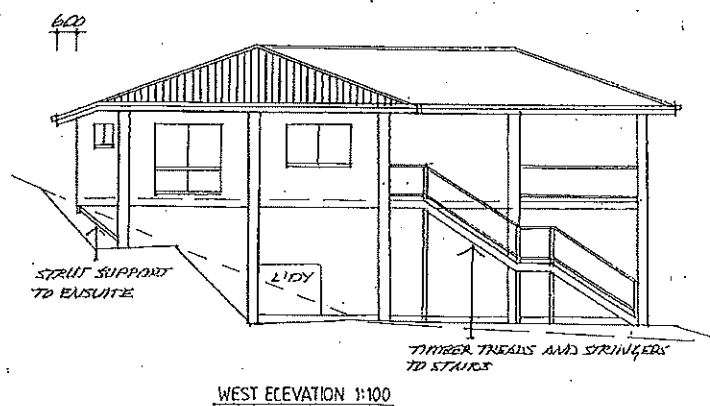 600
STRUT SUPPORT
TO ENSUITE
L'DY
TIMBER TREADS AND STRINGERS
TO STAIRS
WEST ELEVATION 1:100